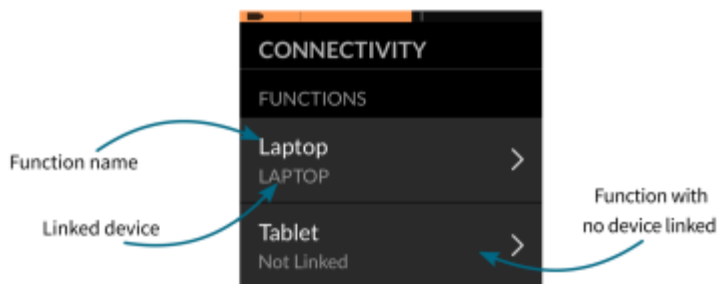 CONNECTIVITY
FUNCTIONS
Function name
Laptop
LAPTOP
Linked device
Tablet
Not Linked
Function with
no device linked